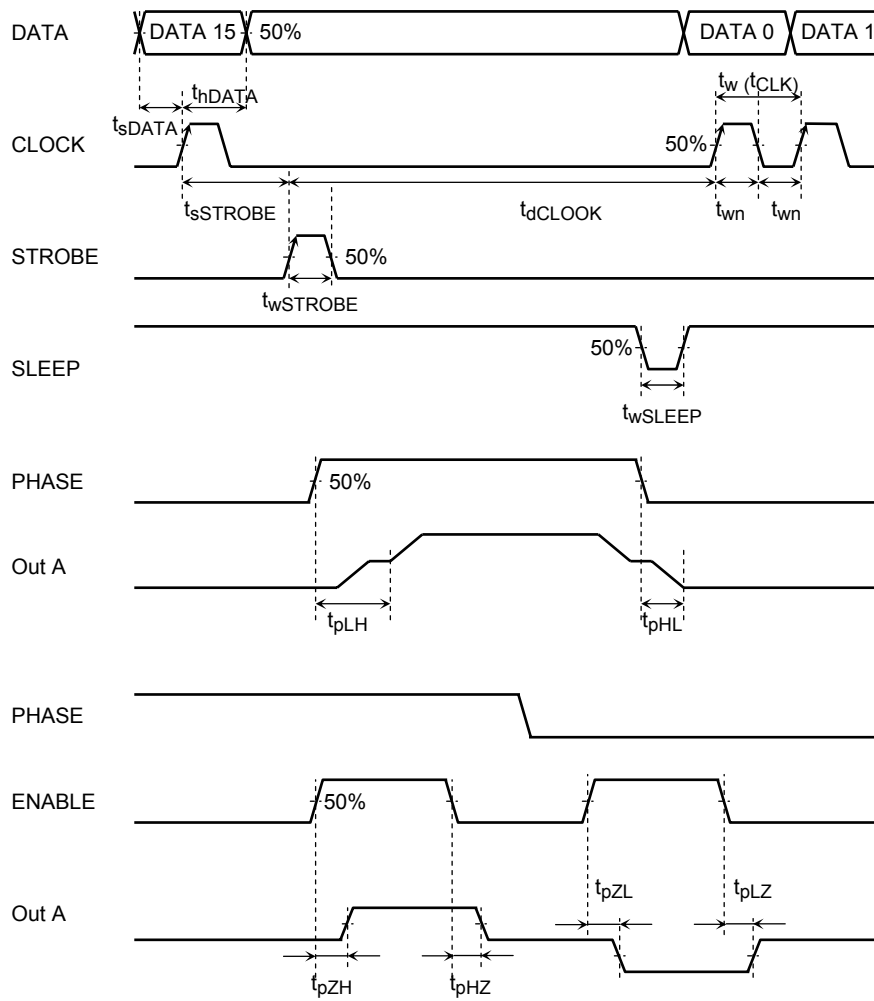 DATA DATA 15 50% DATA 0 DATA 1
thDATA tw (tCLK)
tsDATA
CLOCK 50%
tsSTROBE tdCLOOK twn twn
STROBE 50%
twSTROBE
50%
SLEEP
twSLEEP
PHASE 50%
Out A
tpLH tpHL
PHASE
ENABLE 50%
tpZL tpLZ
Out A
tpZH tpHZ